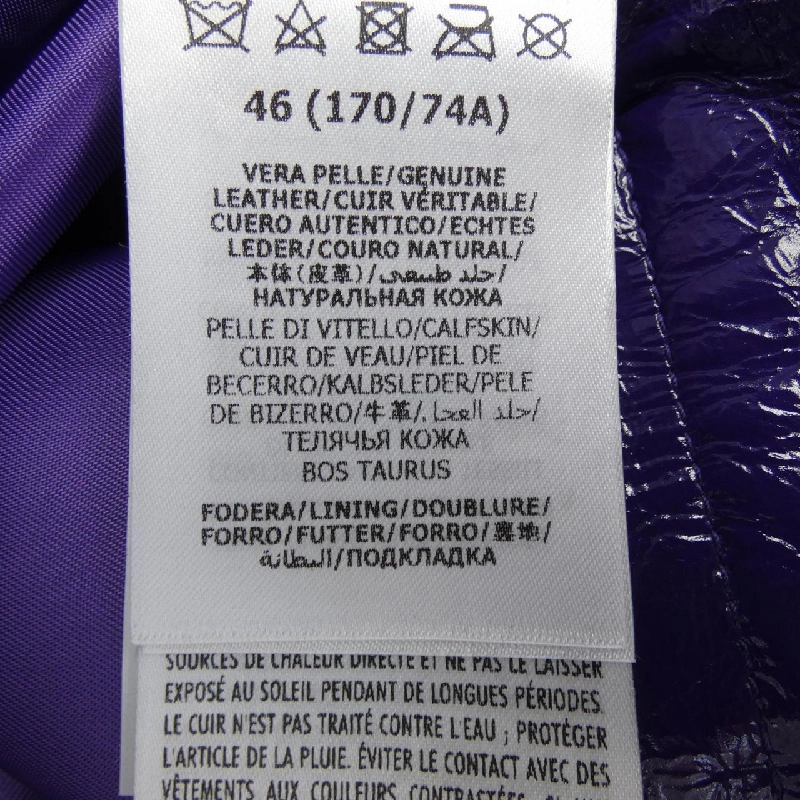 46 (170/74A)
VERA PELLE/GENUINE
LEATHER/CUIR VÉRITABLE/
CUERO AUTENTICO/ECHTES
LEDER/COURO NATURAL/
本体(皮革)/جلد طبيعي/
НАТУРАЛЬНАЯ КОЖА
PELLE DI VITELLO/CALFSKIN/
CUIR DE VEAU/PIEL DE
BECERRO/KALBSLEDER/PELE
DE BIZERRO/牛革/جلد العجل/
ТЕЛЯЧЬЯ КОЖА
BOS TAURUS
FODERA/LINING/DOUBLURE/
FORRO/FUTTER/FORRO/裏地/
البطانة/ПОДКЛАДКА
SOURCES DE CHALEUR DIRECTE ET NE PAS LE LAISSER
EXPOSÉ AU SOLEIL PENDANT DE LONGUES PÉRIODES.
LE CUIR N'EST PAS TRAITÉ CONTRE L'EAU ; PROTÉGER
L'ARTICLE DE LA PLUIE. ÉVITER LE CONTACT AVEC DES
VÊTEMENTS AUX COULEURS CONTRASTÉES,